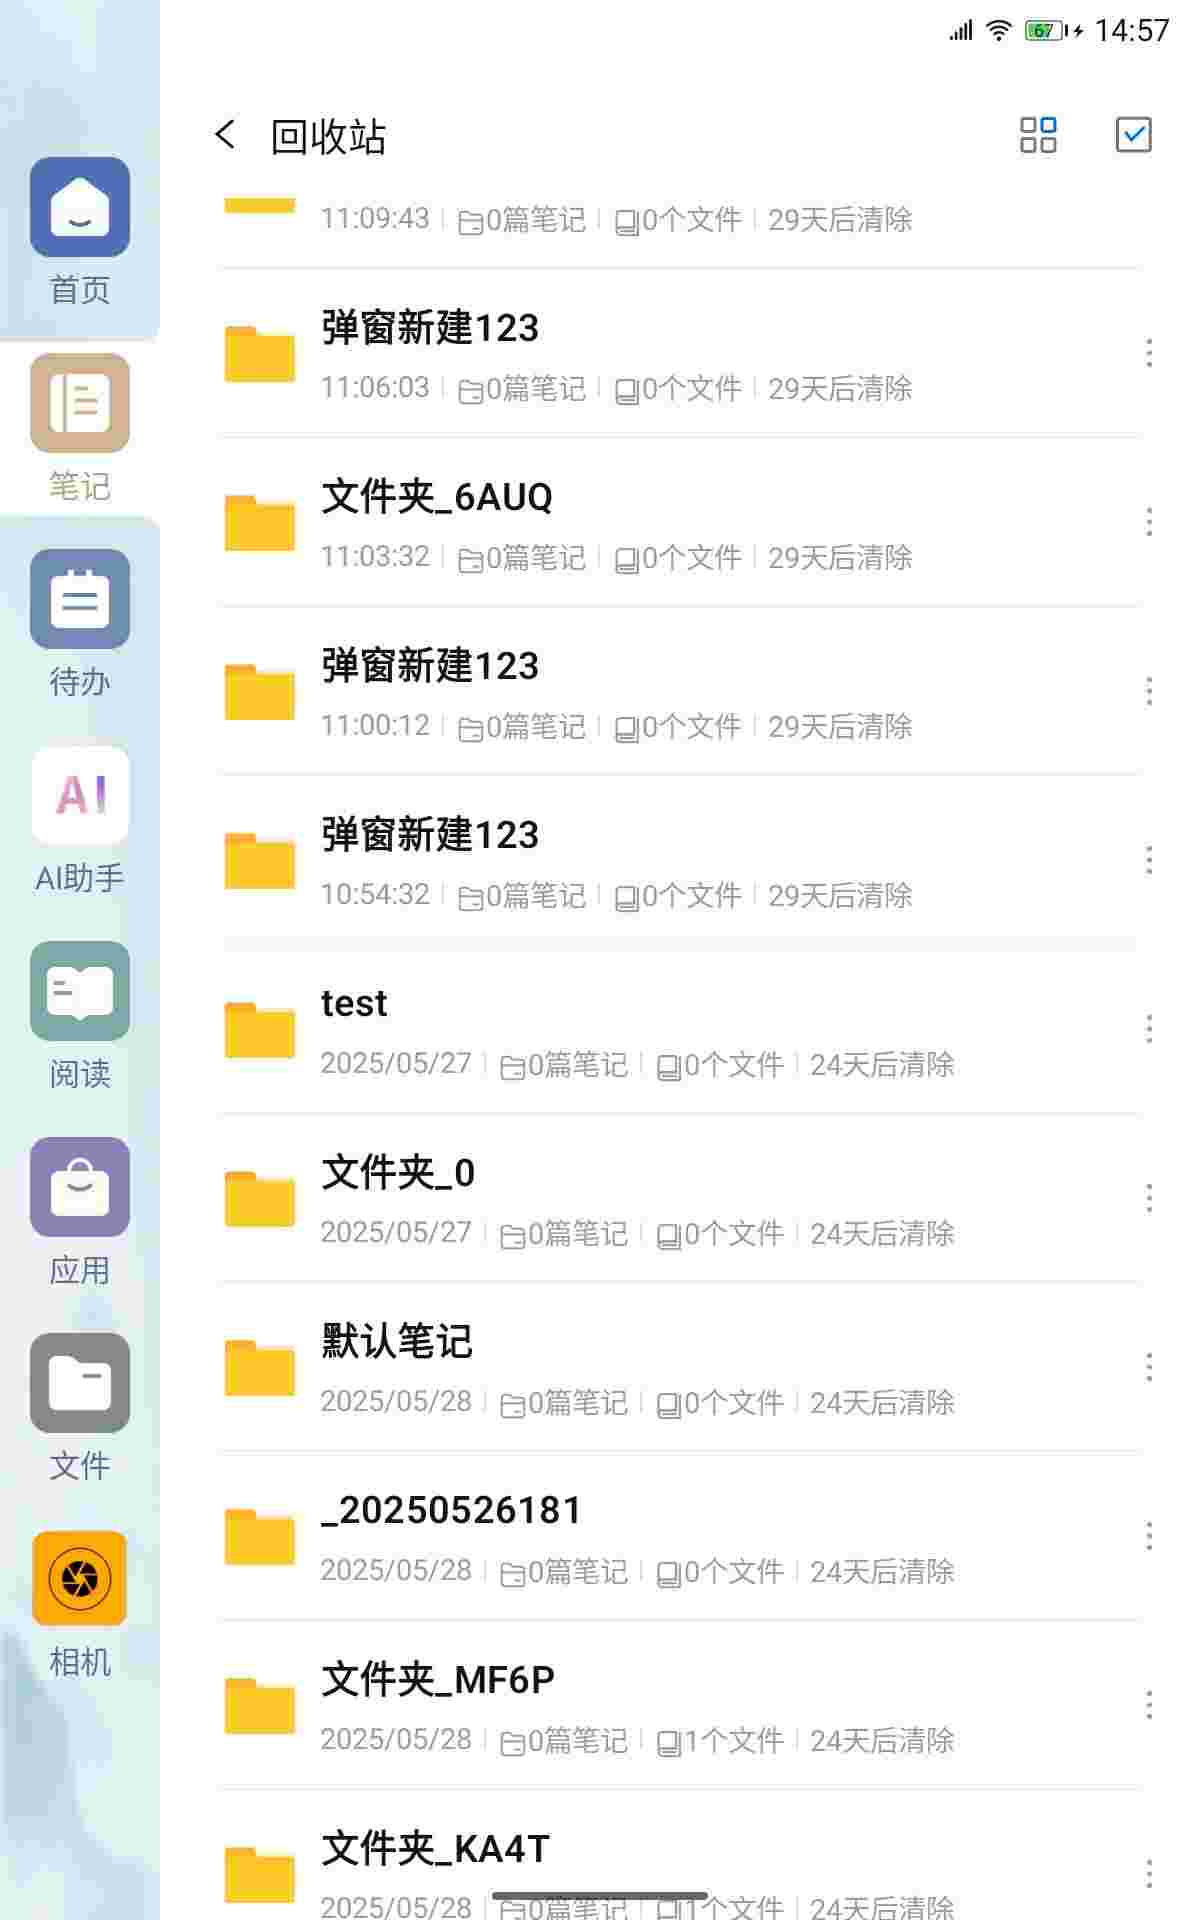 67 14:57
回收站
11:09:43 0篇笔记 0个文件 29天后清除
弹窗新建123
11:06:03 0篇笔记 0个文件 29天后清除
文件夹_6AUQ
11:03:32 0篇笔记 0个文件 29天后清除
弹窗新建123
11:00:12 0篇笔记 0个文件 29天后清除
弹窗新建123
10:54:32 0篇笔记 0个文件 29天后清除
test
2025/05/27 0篇笔记 0个文件 24天后清除
文件夹_0
2025/05/27 0篇笔记 0个文件 24天后清除
默认笔记
2025/05/28 0篇笔记 0个文件 24天后清除
_20250526181
2025/05/28 0篇笔记 0个文件 24天后清除
文件夹_MF6P
2025/05/28 0篇笔记 1个文件 24天后清除
文件夹_KA4T
2025/05/28 0篇笔记 1个文件 24天后清除
首页
笔记
待办
AI
AI助手
阅读
应用
文件
相机